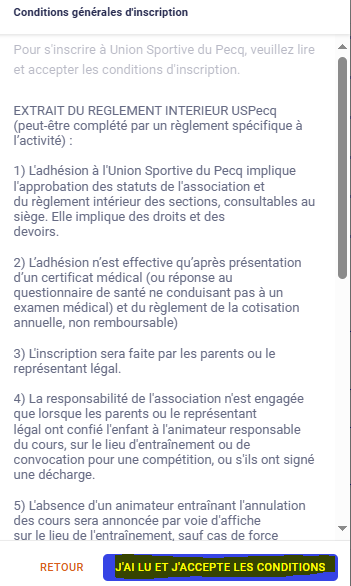 Conditions générales d'inscription
Pour s'inscrire à Union Sportive du Pecq, veuillez lire
et accepter les conditions d'inscription.
EXTRAIT DU REGLEMENT INTERIEUR USPecq
(peut-être complété par un règlement spécifique à
l'activité) :
1) L'adhésion à l'Union Sportive du Pecq implique
l'approbation des statuts de l'association et
du règlement intérieur des sections, consultables au
siège. Elle implique des droits et des
devoirs.
2) L'adhésion n'est effective qu'après présentation
d'un certificat médical (ou réponse au
questionnaire de santé ne conduisant pas à un
examen médical) et du règlement de la cotisation
annuelle, non remboursable)
3) L'inscription sera faite par les parents ou le
représentant légal.
4) La responsabilité de l'association n'est engagée
que lorsque les parents ou le représentant
légal ont confié l'enfant à l'animateur responsable
du cours, sur le lieu d'entraînement ou de
convocation pour une compétition, ou s'ils ont signé
une décharge.
5) L'absence d'un animateur entraînant l'annulation
des cours sera annoncée par voie d'affiche
sur le lieu de l'entraînement, sauf cas de force
RETOUR
J'AI LU ET J'ACCEPTE LES CONDITIONS